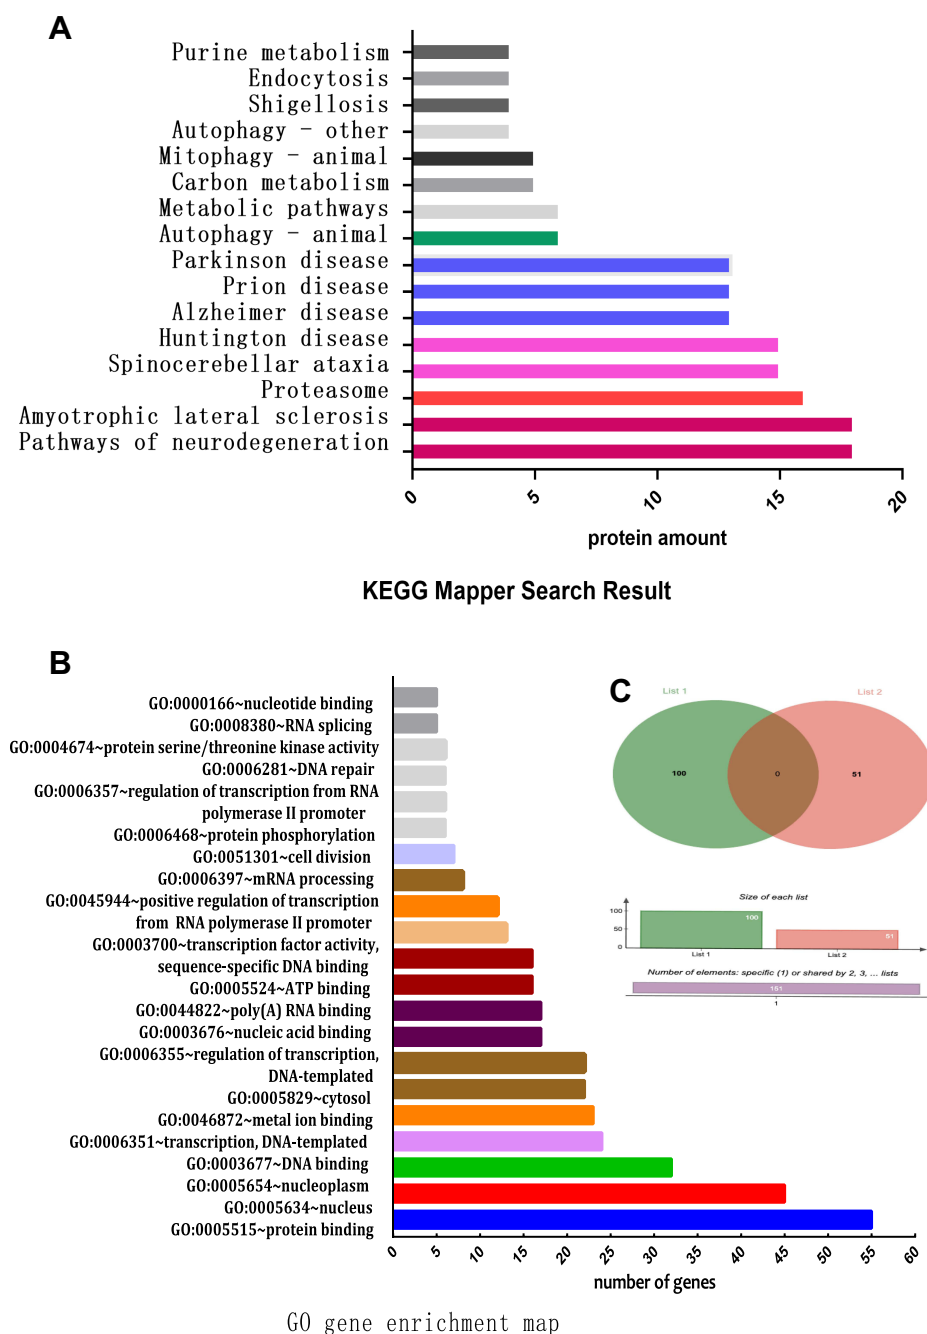 A
Purine metabolism
Endocytosis
Shigellosis
Autophagy - other
Mitophagy - animal
Carbon metabolism
Metabolic pathways
Autophagy - animal
Parkinson disease
Prion disease
Alzheimer disease
Huntington disease
Spinocerebellar ataxia
Proteasome
Amyotrophic lateral sclerosis
Pathways of neurodegeneration
0 5 10 15 20
protein amount
KEGG Mapper Search Result
B
GO:0000166~nucleotide binding
GO:0008380~RNA splicing
GO:0004674~protein serine/threonine kinase activity
GO:0006281~DNA repair
GO:0006357~regulation of transcription from RNA
polymerase II promoter
GO:0006468~protein phosphorylation
GO:0051301~cell division
GO:0006397~mRNA processing
GO:0045944~positive regulation of transcription
from RNA polymerase II promoter
GO:0003700~transcription factor activity,
sequence-specific DNA binding
GO:0005524~ATP binding
GO:0044822~poly(A) RNA binding
GO:0003676~nucleic acid binding
GO:0006355~regulation of transcription,
DNA-templated
GO:0005829~cytosol
GO:0046872~metal ion binding
GO:0006351~transcription, DNA-templated
GO:0003677~DNA binding
GO:0005654~nucleoplasm
GO:0005634~nucleus
GO:0005515~protein binding
0 5 10 15 20 25 30 35 40 45 50 55 60
number of genes
GO gene enrichment map
C
List 1 List 2
100 0 51
Size of each list
100
50
0
100
51
List 1 List 2
Number of elements: specific (1) or shared by 2, 3, ... lists
151
1